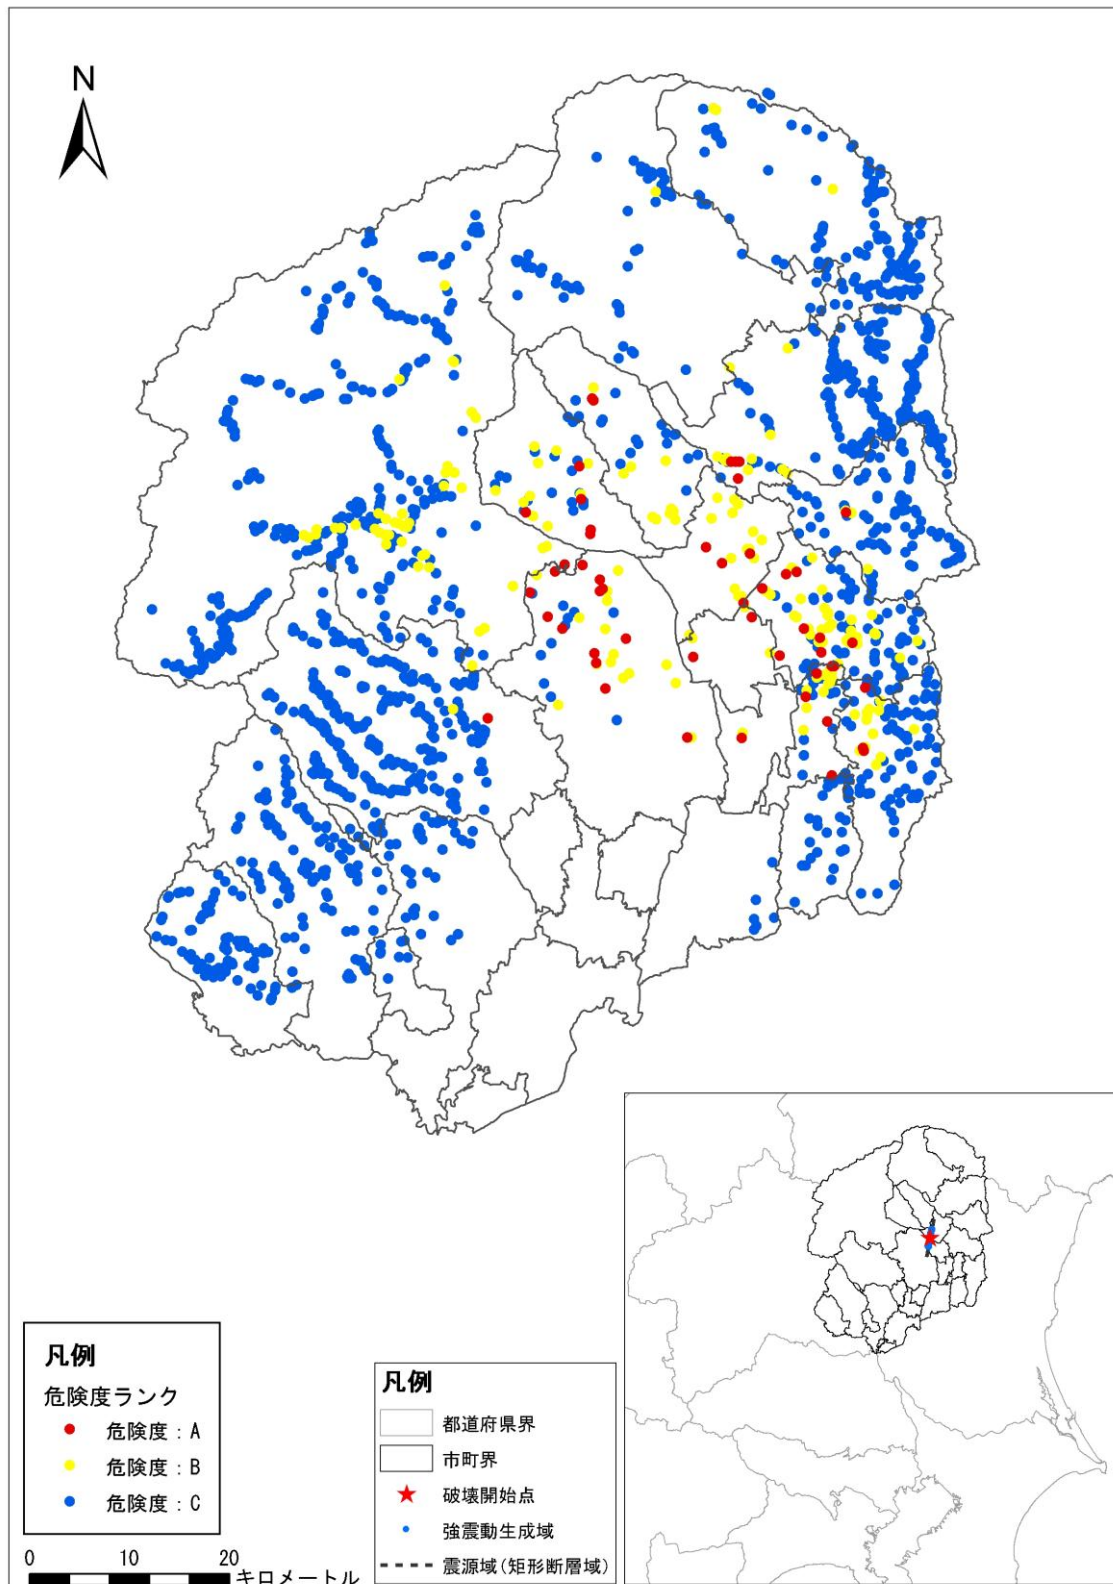 N
凡例
危険度ランク
危険度：A
危険度：B
危険度：C
0 10 20
キロメートル
凡例
都道府県界
市町界
破壊開始点
強震動生成域
震源域(矩形断層域)